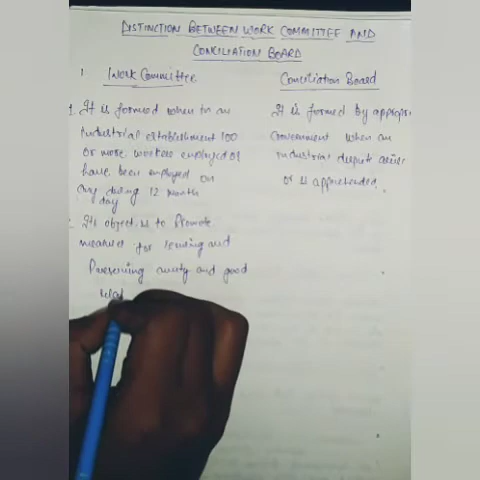 DISTINCTION BETWEEN WORK COMMITTEE AND
CONCILIATION BOARD
Work Committee
1. It is formed when in an
industrial establishment 100
or more workers employed or
have been employed on
any during 12 month
day
2. Its object is to Promote
measures for securing and
Preserving amity and good
relat
Conciliation Board
It is formed by appropri
Government when an
industrial dispute arises
or is apprehended.